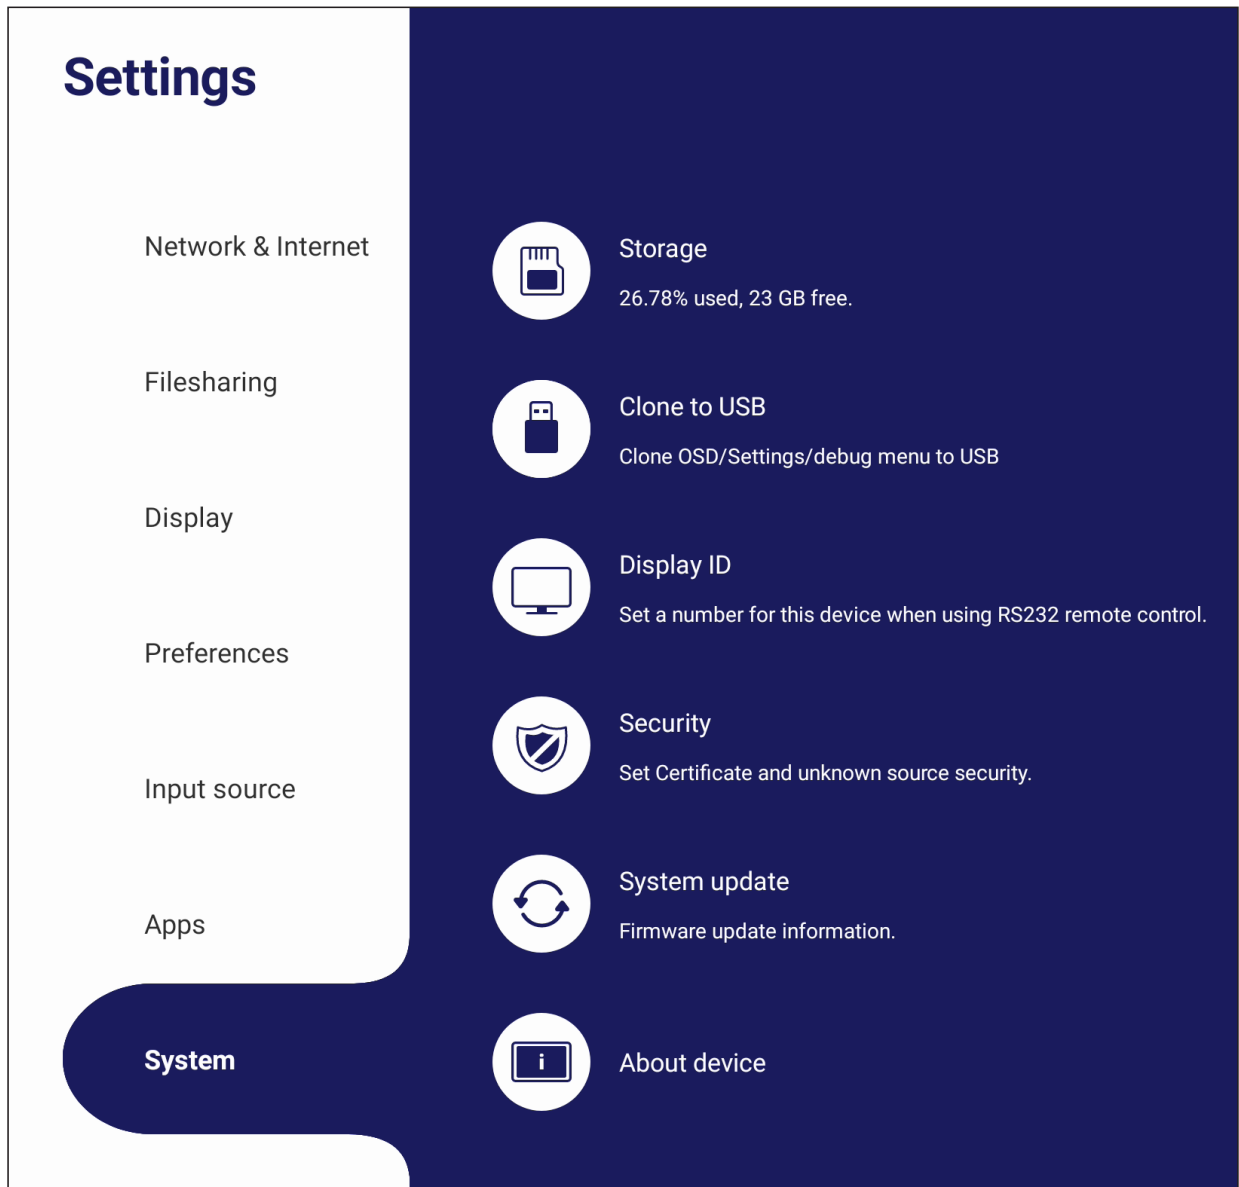 Settings
Network & Internet
Filesharing
Display
Preferences
Input source
Apps
System
Storage
26.78% used, 23 GB free.
Clone to USB
Clone OSD/Settings/debug menu to USB
Display ID
Set a number for this device when using RS232 remote control.
Security
Set Certificate and unknown source security.
System update
Firmware update information.
About device